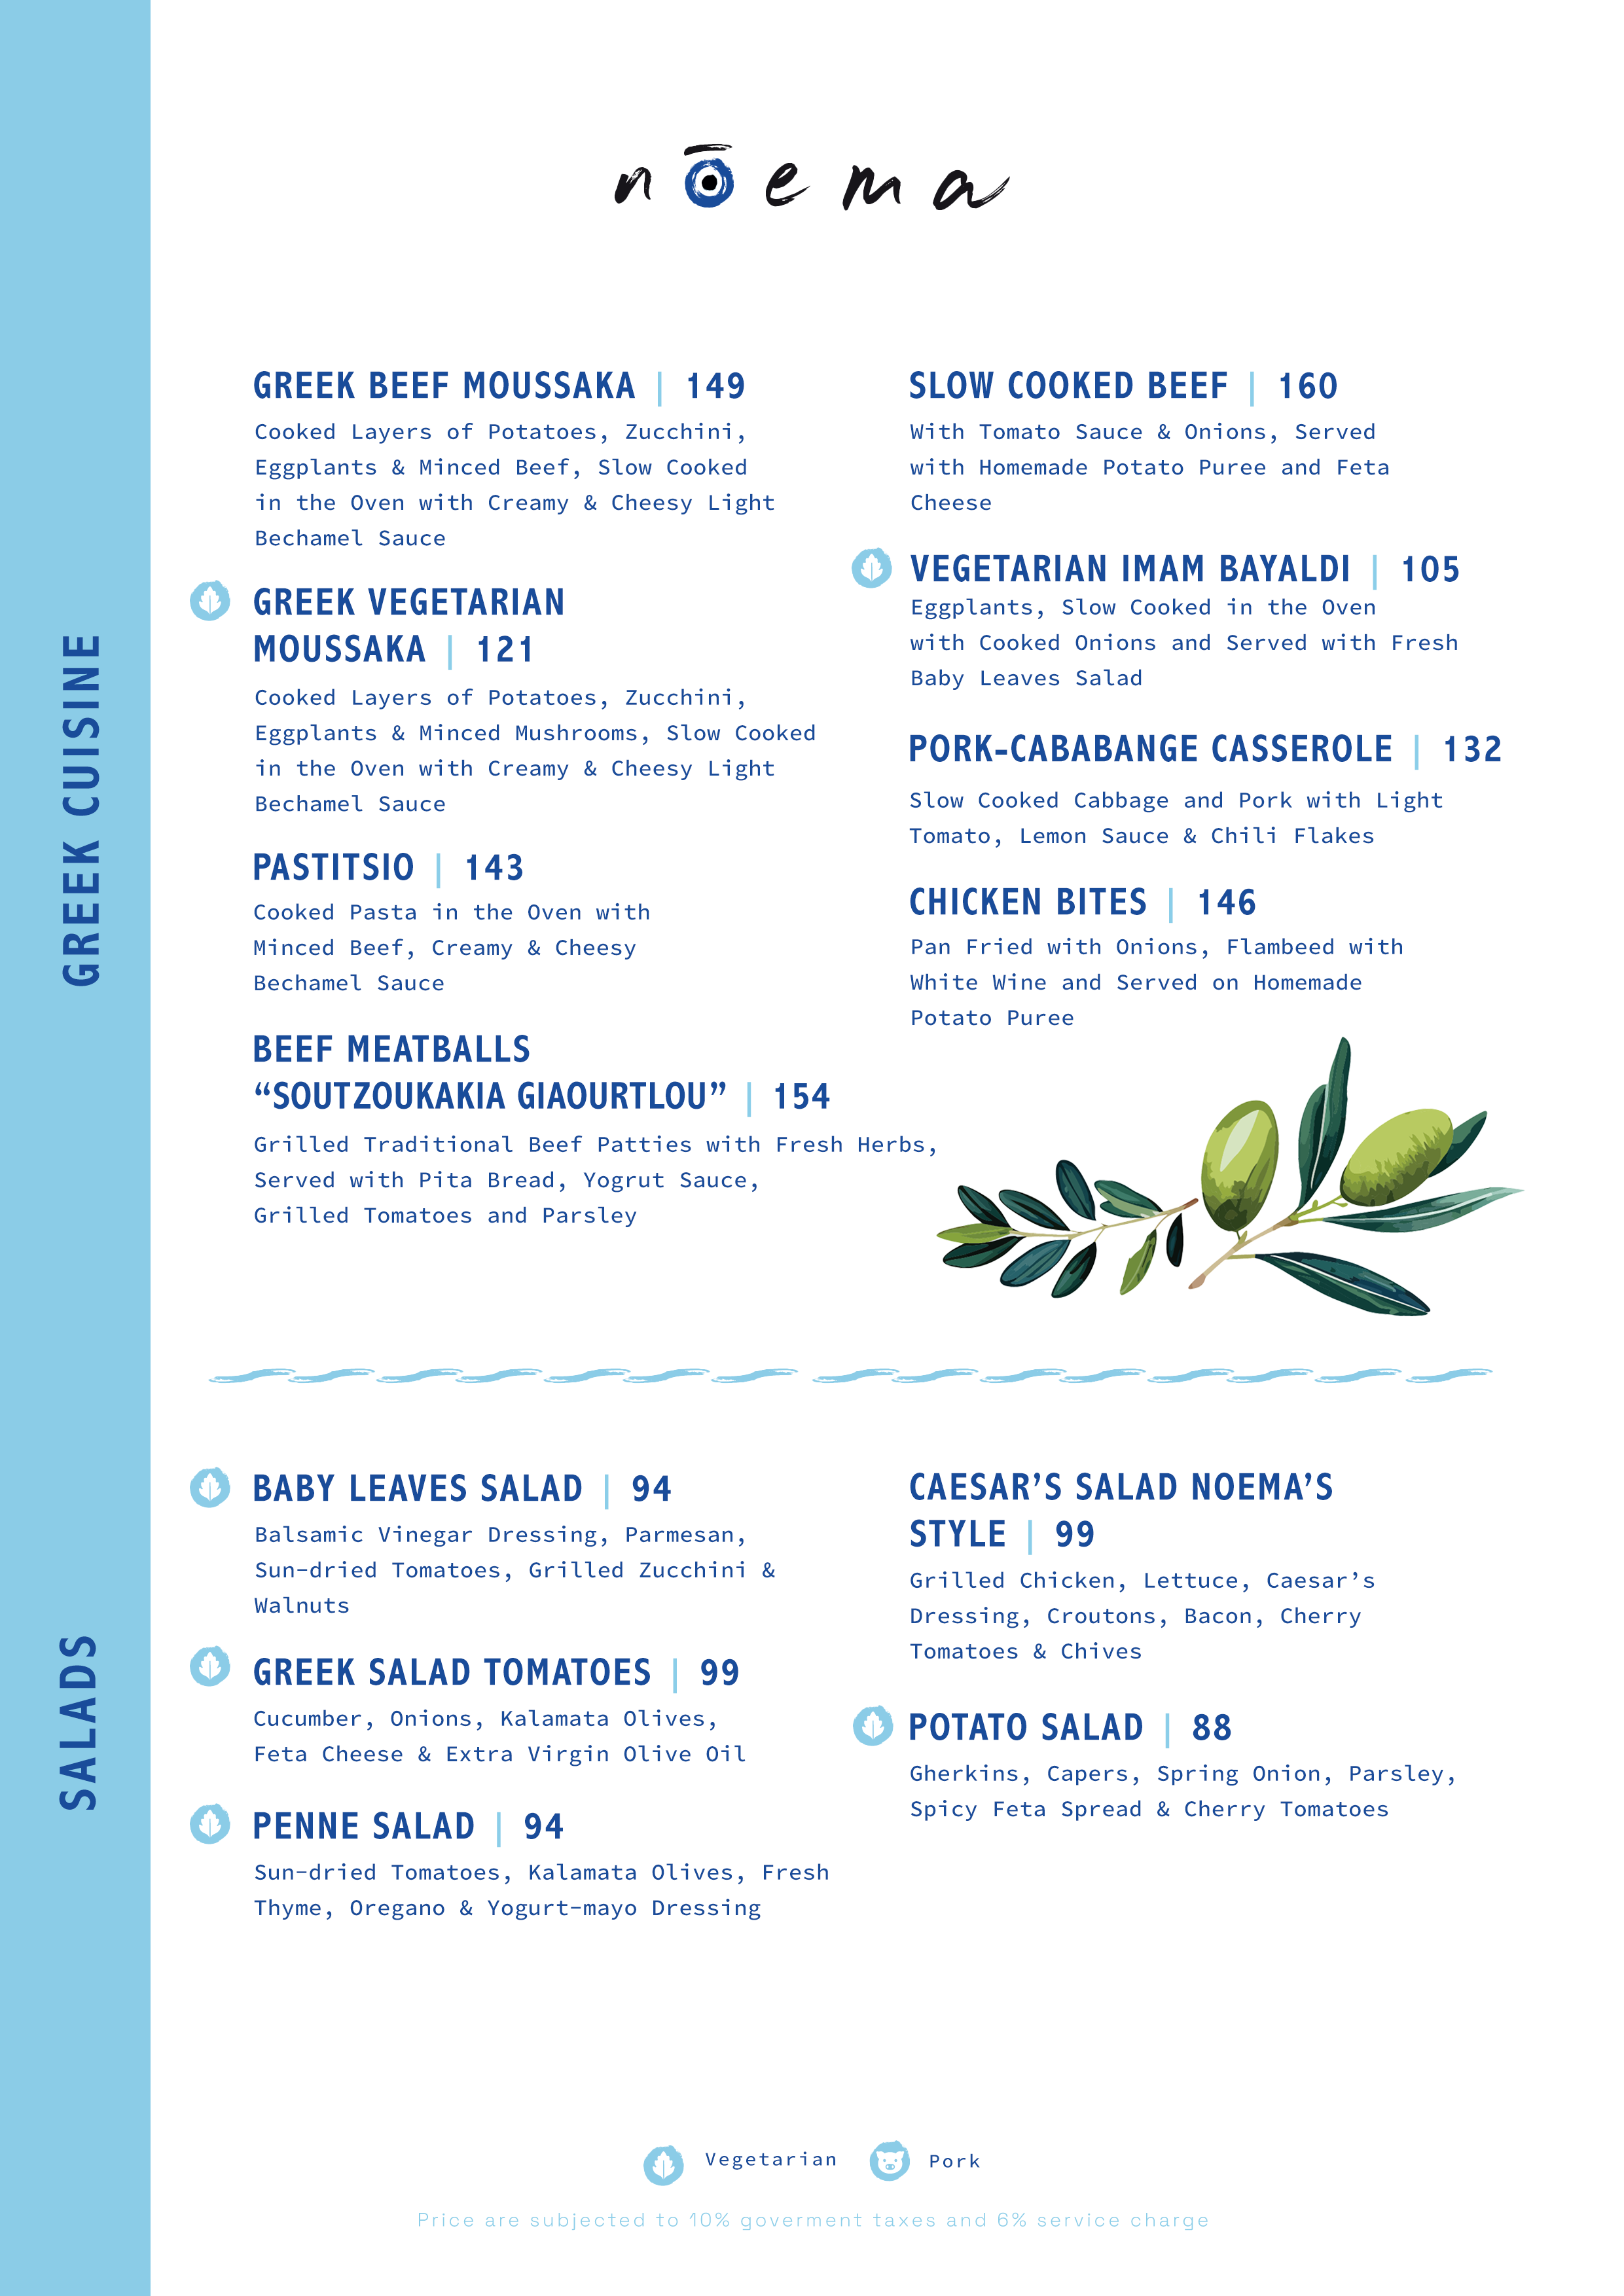 nōema
GREEK CUISINE
GREEK BEEF MOUSSAKA | 149
Cooked Layers of Potatoes, Zucchini,
Eggplants & Minced Beef, Slow Cooked
in the Oven with Creamy & Cheesy Light
Bechamel Sauce
GREEK VEGETARIAN
MOUSSAKA | 121
Cooked Layers of Potatoes, Zucchini,
Eggplants & Minced Mushrooms, Slow Cooked
in the Oven with Creamy & Cheesy Light
Bechamel Sauce
PASTITSIO | 143
Cooked Pasta in the Oven with
Minced Beef, Creamy & Cheesy
Bechamel Sauce
BEEF MEATBALLS
“SOUTZOUKAKIA GIAOURTLOU” | 154
Grilled Traditional Beef Patties with Fresh Herbs,
Served with Pita Bread, Yogrut Sauce,
Grilled Tomatoes and Parsley
SLOW COOKED BEEF | 160
With Tomato Sauce & Onions, Served
with Homemade Potato Puree and Feta
Cheese
VEGETARIAN IMAM BAYALDI | 105
Eggplants, Slow Cooked in the Oven
with Cooked Onions and Served with Fresh
Baby Leaves Salad
PORK-CABABANGE CASSEROLE | 132
Slow Cooked Cabbage and Pork with Light
Tomato, Lemon Sauce & Chili Flakes
CHICKEN BITES | 146
Pan Fried with Onions, Flambeed with
White Wine and Served on Homemade
Potato Puree
SALADS
BABY LEAVES SALAD | 94
Balsamic Vinegar Dressing, Parmesan,
Sun-dried Tomatoes, Grilled Zucchini &
Walnuts
GREEK SALAD TOMATOES | 99
Cucumber, Onions, Kalamata Olives,
Feta Cheese & Extra Virgin Olive Oil
PENNE SALAD | 94
Sun-dried Tomatoes, Kalamata Olives, Fresh
Thyme, Oregano & Yogurt-mayo Dressing
CAESAR’S SALAD NOEMA’S
STYLE | 99
Grilled Chicken, Lettuce, Caesar’s
Dressing, Croutons, Bacon, Cherry
Tomatoes & Chives
POTATO SALAD | 88
Gherkins, Capers, Spring Onion, Parsley,
Spicy Feta Spread & Cherry Tomatoes
Vegetarian Pork
Price are subjected to 10% goverment taxes and 6% service charge